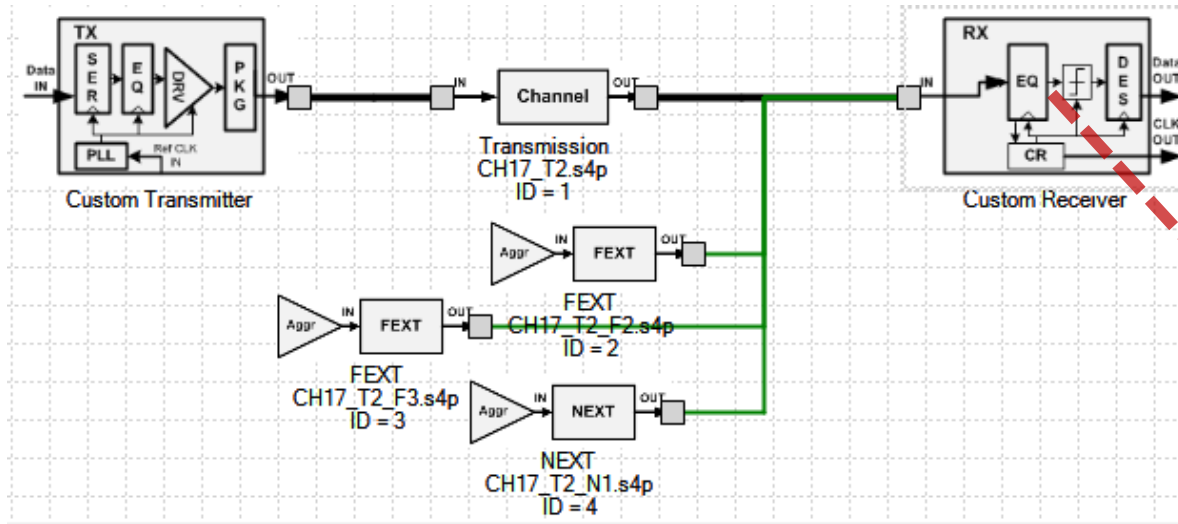 TX
SER
EQ
DRV
PKG
Data IN
OUT
PLL
Ref CLK IN
Custom Transmitter
IN
Channel
OUT
Transmission
CH17_T2.s4p
ID = 1
RX
IN
EQ
DES
CR
Data OUT
CLK OUT
Custom Receiver
Aggr
IN
FEXT
OUT
FEXT
CH17_T2_F2.s4p
ID = 2
Aggr
IN
FEXT
OUT
FEXT
CH17_T2_F3.s4p
ID = 3
Aggr
IN
NEXT
OUT
NEXT
CH17_T2_N1.s4p
ID = 4